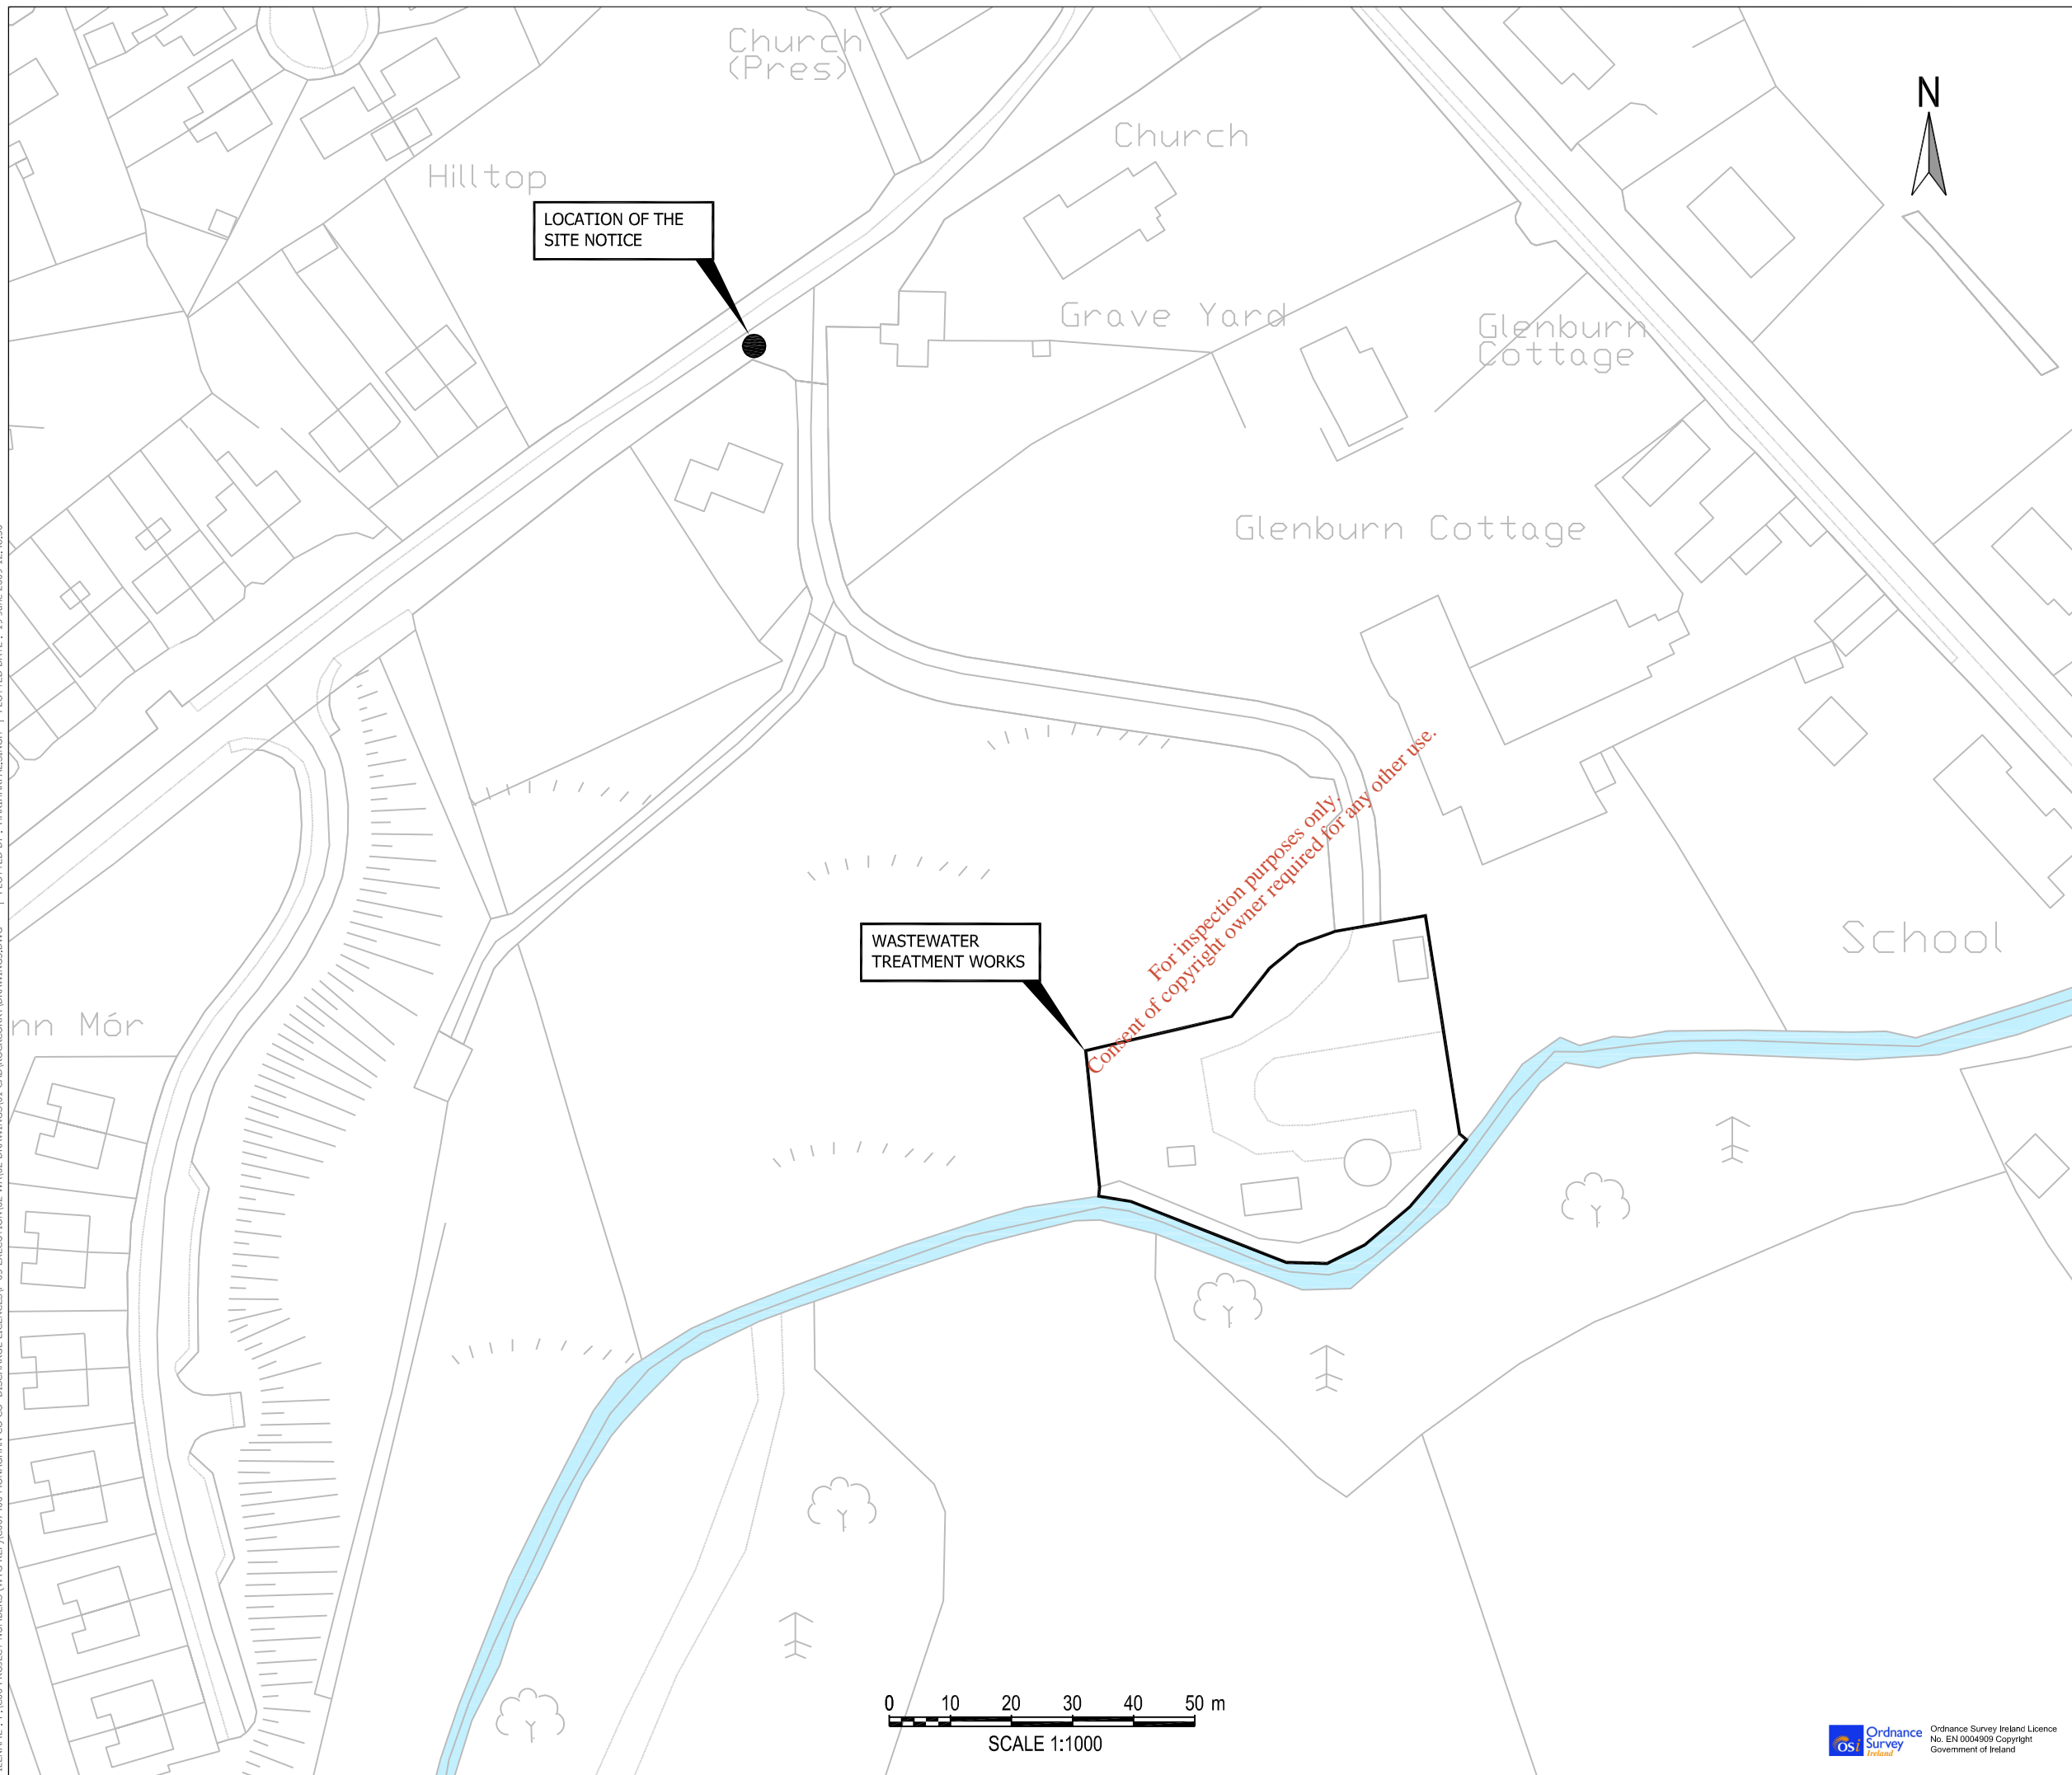 Church
(Pres)
N
Church
Hilltop
LOCATION OF THE
SITE NOTICE
Grave Yard
Glenburn
Cottage
Glenburn Cottage
For inspection purposes only.
Consent of copyright owner required for any other use.
WASTEWATER
TREATMENT WORKS
School
nn Mór
0 10 20 30 40 50 m
SCALE 1:1000
osi
Ordnance
Survey
Ireland
Ordnance Survey Ireland Licence
No. EN 0004909 Copyright
Government of Ireland